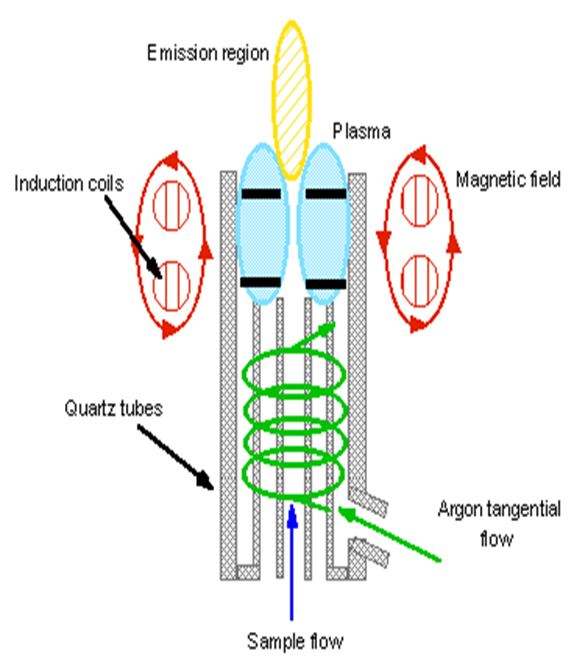 Emission region
Plasma
Induction coils
Magnetic field
Quartz tubes
Argon tangential
flow
Sample flow